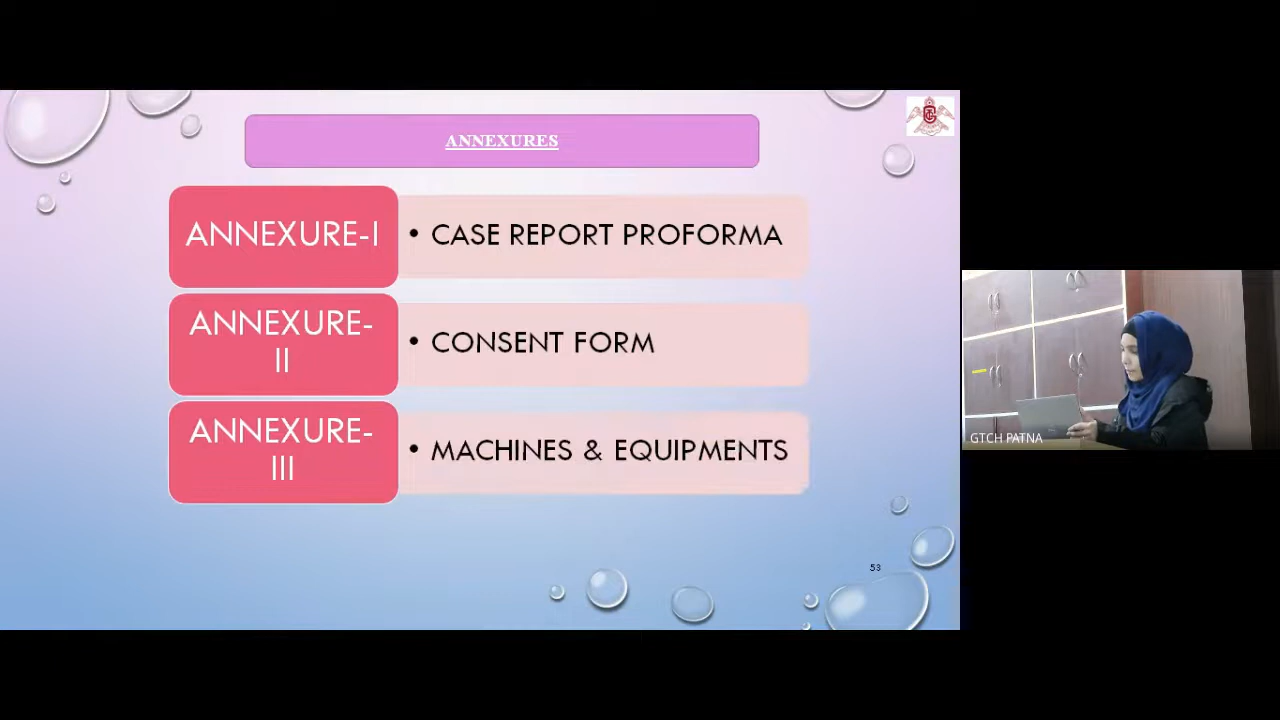 ANNEXURES
ANNEXURE-I
• CASE REPORT PROFORMA
ANNEXURE-
II
• CONSENT FORM
ANNEXURE-
III
• MACHINES & EQUIPMENTS
53
GTCH PATNA